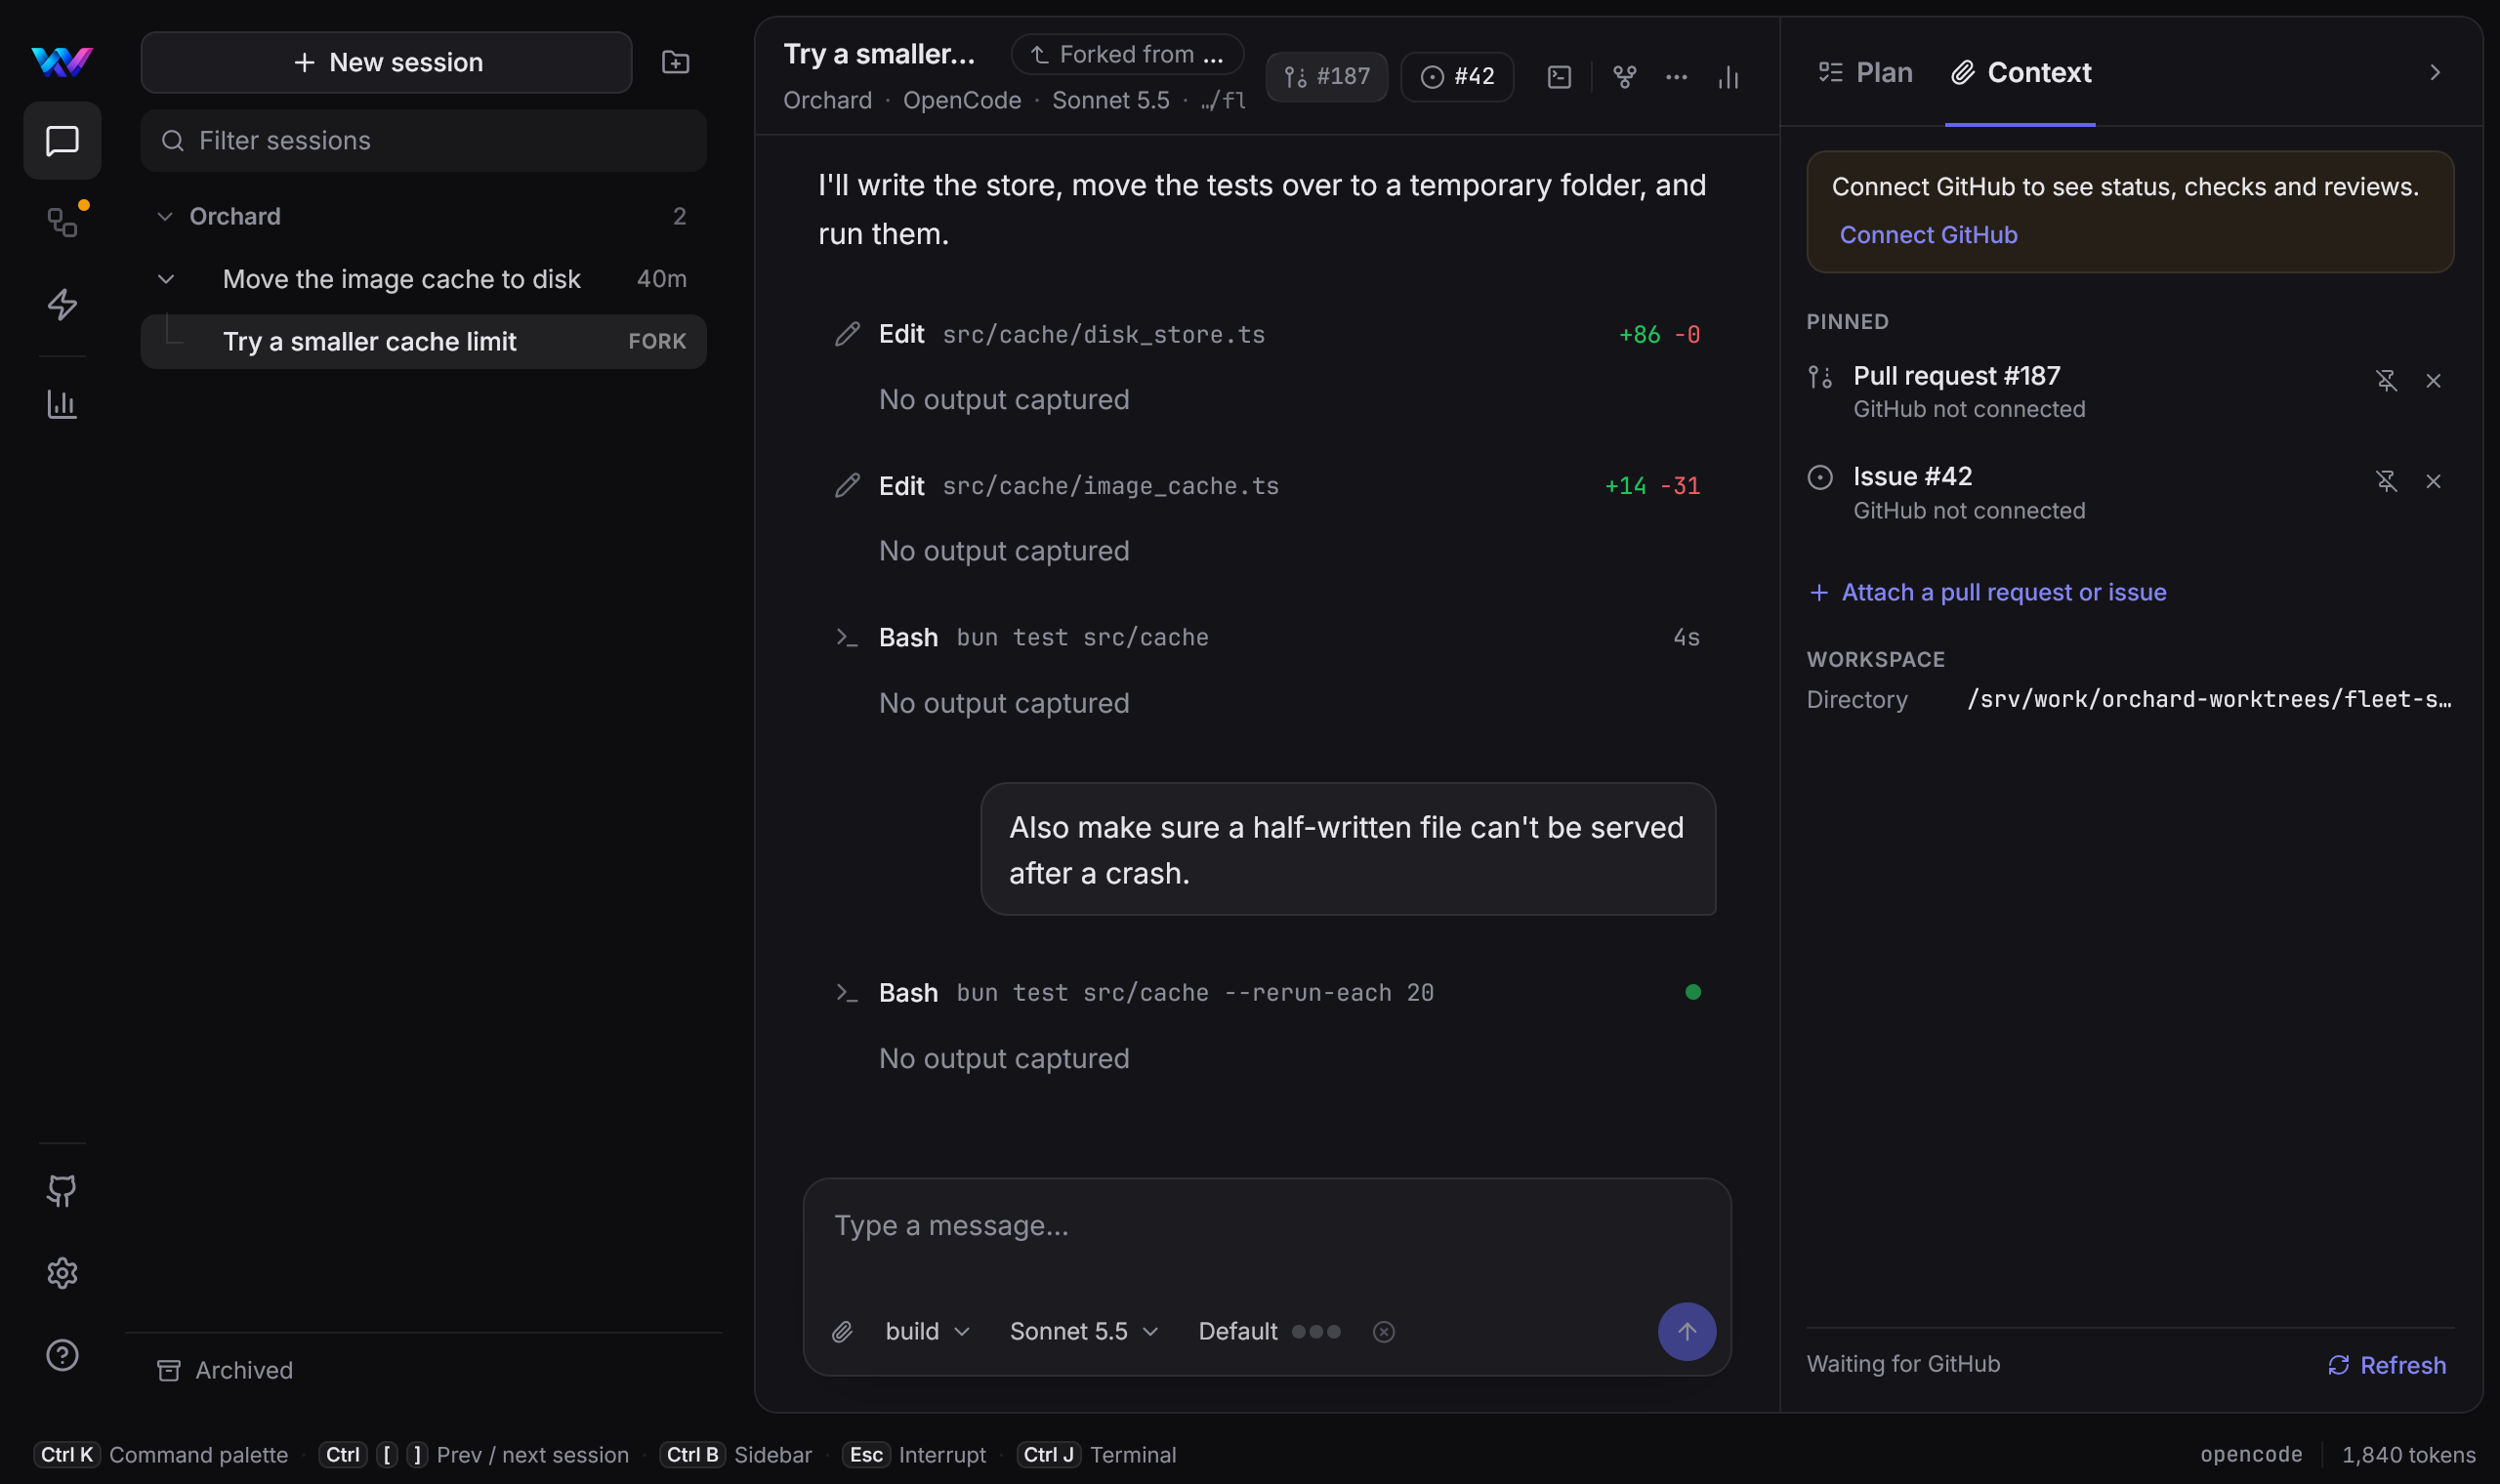 New session
Filter sessions
Orchard 2
Move the image cache to disk 40m
Try a smaller cache limit FORK
Archived
Try a smaller... Forked from ...
Orchard · OpenCode · Sonnet 5.5 · …/fl
#187
#42
I'll write the store, move the tests over to a temporary folder, and
run them.
Edit src/cache/disk_store.ts +86 -0
No output captured
Edit src/cache/image_cache.ts +14 -31
No output captured
Bash bun test src/cache 4s
No output captured
Also make sure a half-written file can't be served
after a crash.
Bash bun test src/cache --rerun-each 20
No output captured
Type a message...
build Sonnet 5.5 Default
Plan Context
Connect GitHub to see status, checks and reviews.
Connect GitHub
PINNED
Pull request #187
GitHub not connected
Issue #42
GitHub not connected
Attach a pull request or issue
WORKSPACE
Directory /srv/work/orchard-worktrees/fleet-s…
Waiting for GitHub Refresh
Ctrl K Command palette · Ctrl [ ] Prev / next session · Ctrl B Sidebar · Esc Interrupt · Ctrl J Terminal
opencode 1,840 tokens